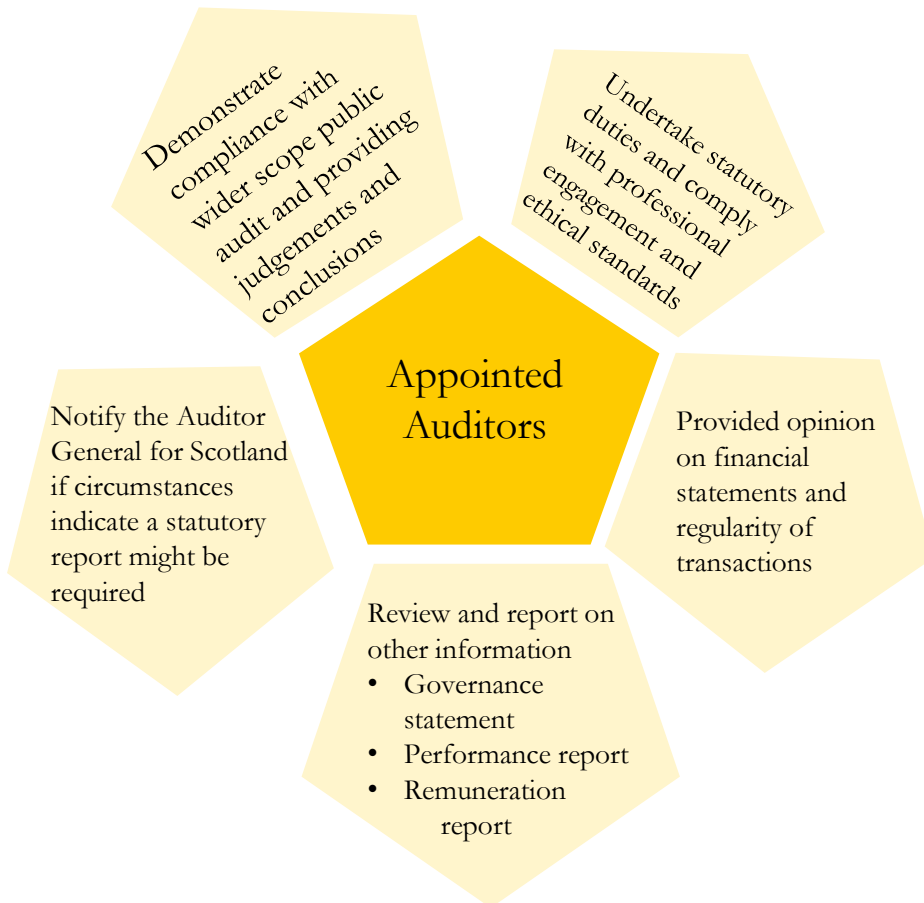 Demonstrate
compliance with
wider scope public
audit and providing
judgements and
conclusions
Undertake statutory
duties and comply
with professional
engagement and
ethical standards
Appointed
Auditors
Notify the Auditor
General for Scotland
if circumstances
indicate a statutory
report might be
required
Provided opinion
on financial
statements and
regularity of
transactions
Review and report on
other information
• Governance
statement
• Performance report
• Remuneration
report